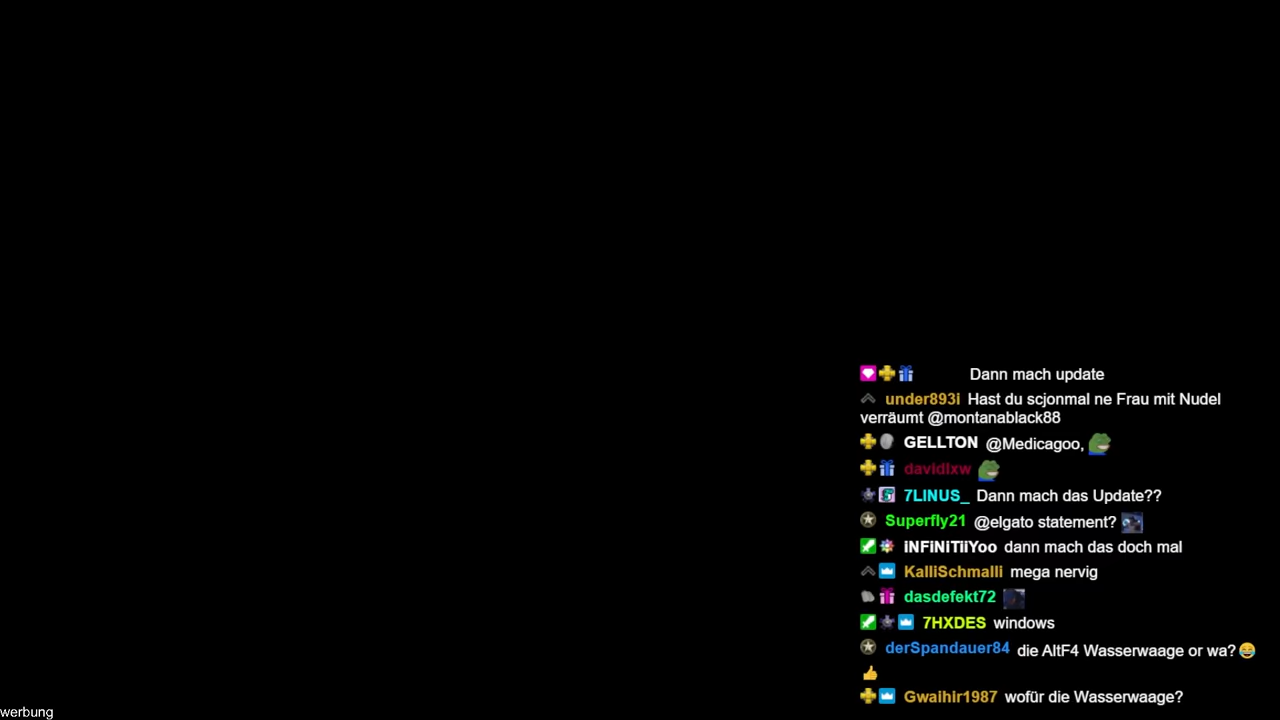 Dann mach update
under893i Hast du scjonmal ne Frau mit Nudel
verräumt @montanablack88
GELLTON @Medicagoo,
davidlxw
7LINUS_ Dann mach das Update??
Superfly21 @elgato statement?
iNFiNiTiiYoo dann mach das doch mal
KalliSchmalli mega nervig
dasdefekt72
7HXDES windows
derSpandauer84 die AltF4 Wasserwaage or wa?😂
👍
Gwaihir1987 wofür die Wasserwaage?
werbung